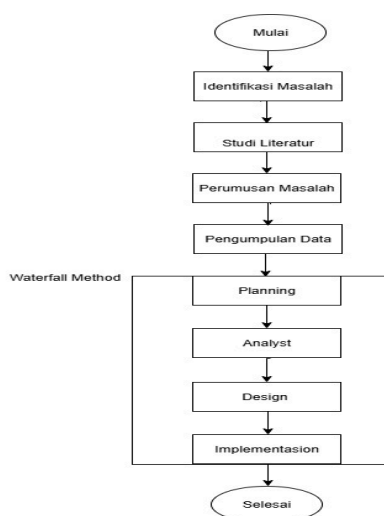 Mulai
Identifikasi Masalah
Studi Literatur
Perumusan Masalah
Pengumpulan Data
Waterfall Method
Planning
Analyst
Design
Implementasion
Selesai